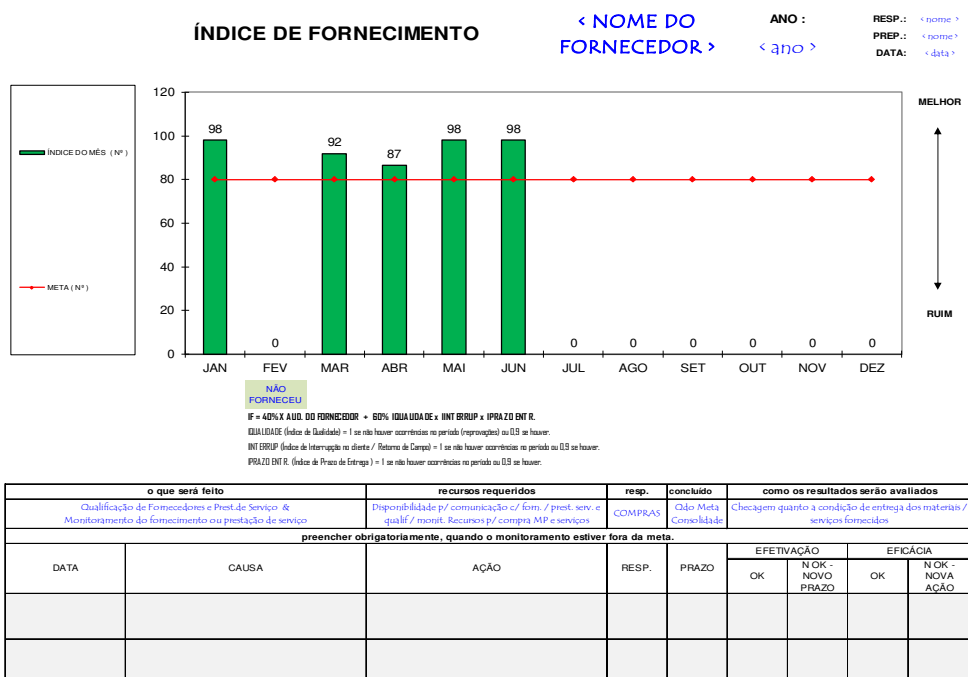 ÍNDICE DE FORNECIMENTO
< NOME DO
FORNECEDOR >
ANO :
< ano >
RESP.: < nome >
PREP.: < nome >
DATA: < data >
ÍNDICE DO MÊS ( Nº )
META ( Nº )
120
100
80
60
40
20
0
98
0
92
87
98
98
0
0
0
0
0
0
JAN FEV MAR ABR MAI JUN JUL AGO SET OUT NOV DEZ
MELHOR
RUIM
NÃO
FORNECEU
IF = 40% X AUD. DO FORNECEDOR + 60% IQUALIDADE x IINTERRUP x IPRAZO ENTR.
IQUALIDADE (Índice de Qualidade) = 1 se não houver ocorrências no período (reprovações) ou 0,9 se houver.
IINTERRUP (Índice de Interrupção no cliente / Retorno de Campo) = 1 se não houver ocorrências no período ou 0,9 se houver.
IPRAZO ENTR. (Índice de Prazo de Entrega ) = 1 se não houver ocorrências no período ou 0,9 se houver.
o que será feito recursos requeridos resp. concluído como os resultados serão avaliados
Qualificação de Fornecedores e Prest.de Serviço &
Monitoramento do fornecimento ou prestação de serviço
Disponibilidade p/ comunicação c/ forn. / prest. serv. e
qualif / monit. Recursos p/ compra MP e serviços
COMPRAS
Qdo Meta
Consolidade
Checagem quanto a condição de entrega dos materiais /
serviços fornecidos
preencher obrigatoriamente, quando o monitoramento estiver fora da meta.
DATA CAUSA AÇÃO RESP. PRAZO
EFETIVAÇÃO EFICÁCIA
OK
N OK -
NOVO
PRAZO
OK
N OK -
NOVA
AÇÃO